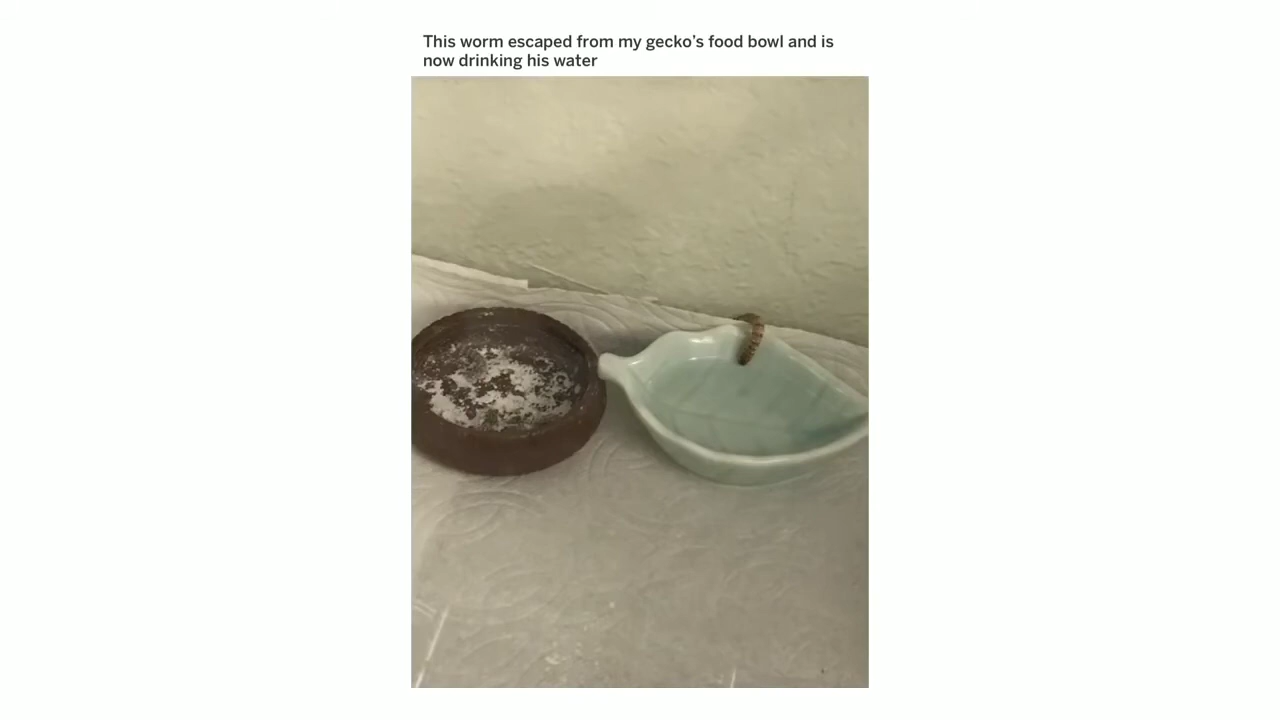 This worm escaped from my gecko's food bowl and is
now drinking his water